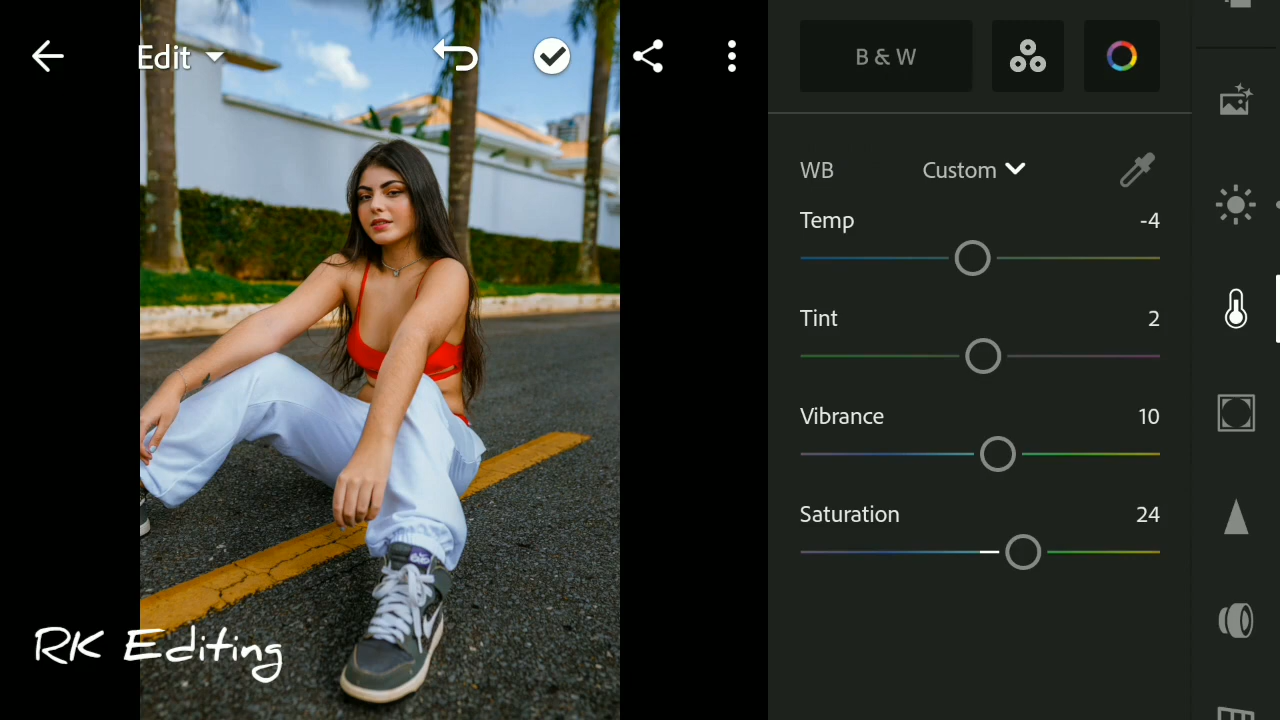 Edit
B & W
WB Custom
Temp -4
Tint 2
Vibrance 10
Saturation 24
RK Editing